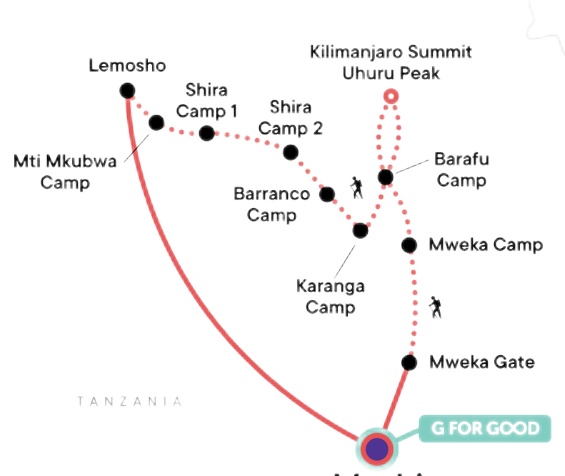 Kilimanjaro Summit
Uhuru Peak
Lemosho
Shira
Camp 1
Shira
Camp 2
Mti Mkubwa
Camp
Barafu
Camp
Barranco
Camp
Mweka Camp
Karanga
Camp
Mweka Gate
TANZANIA
G FOR GOOD